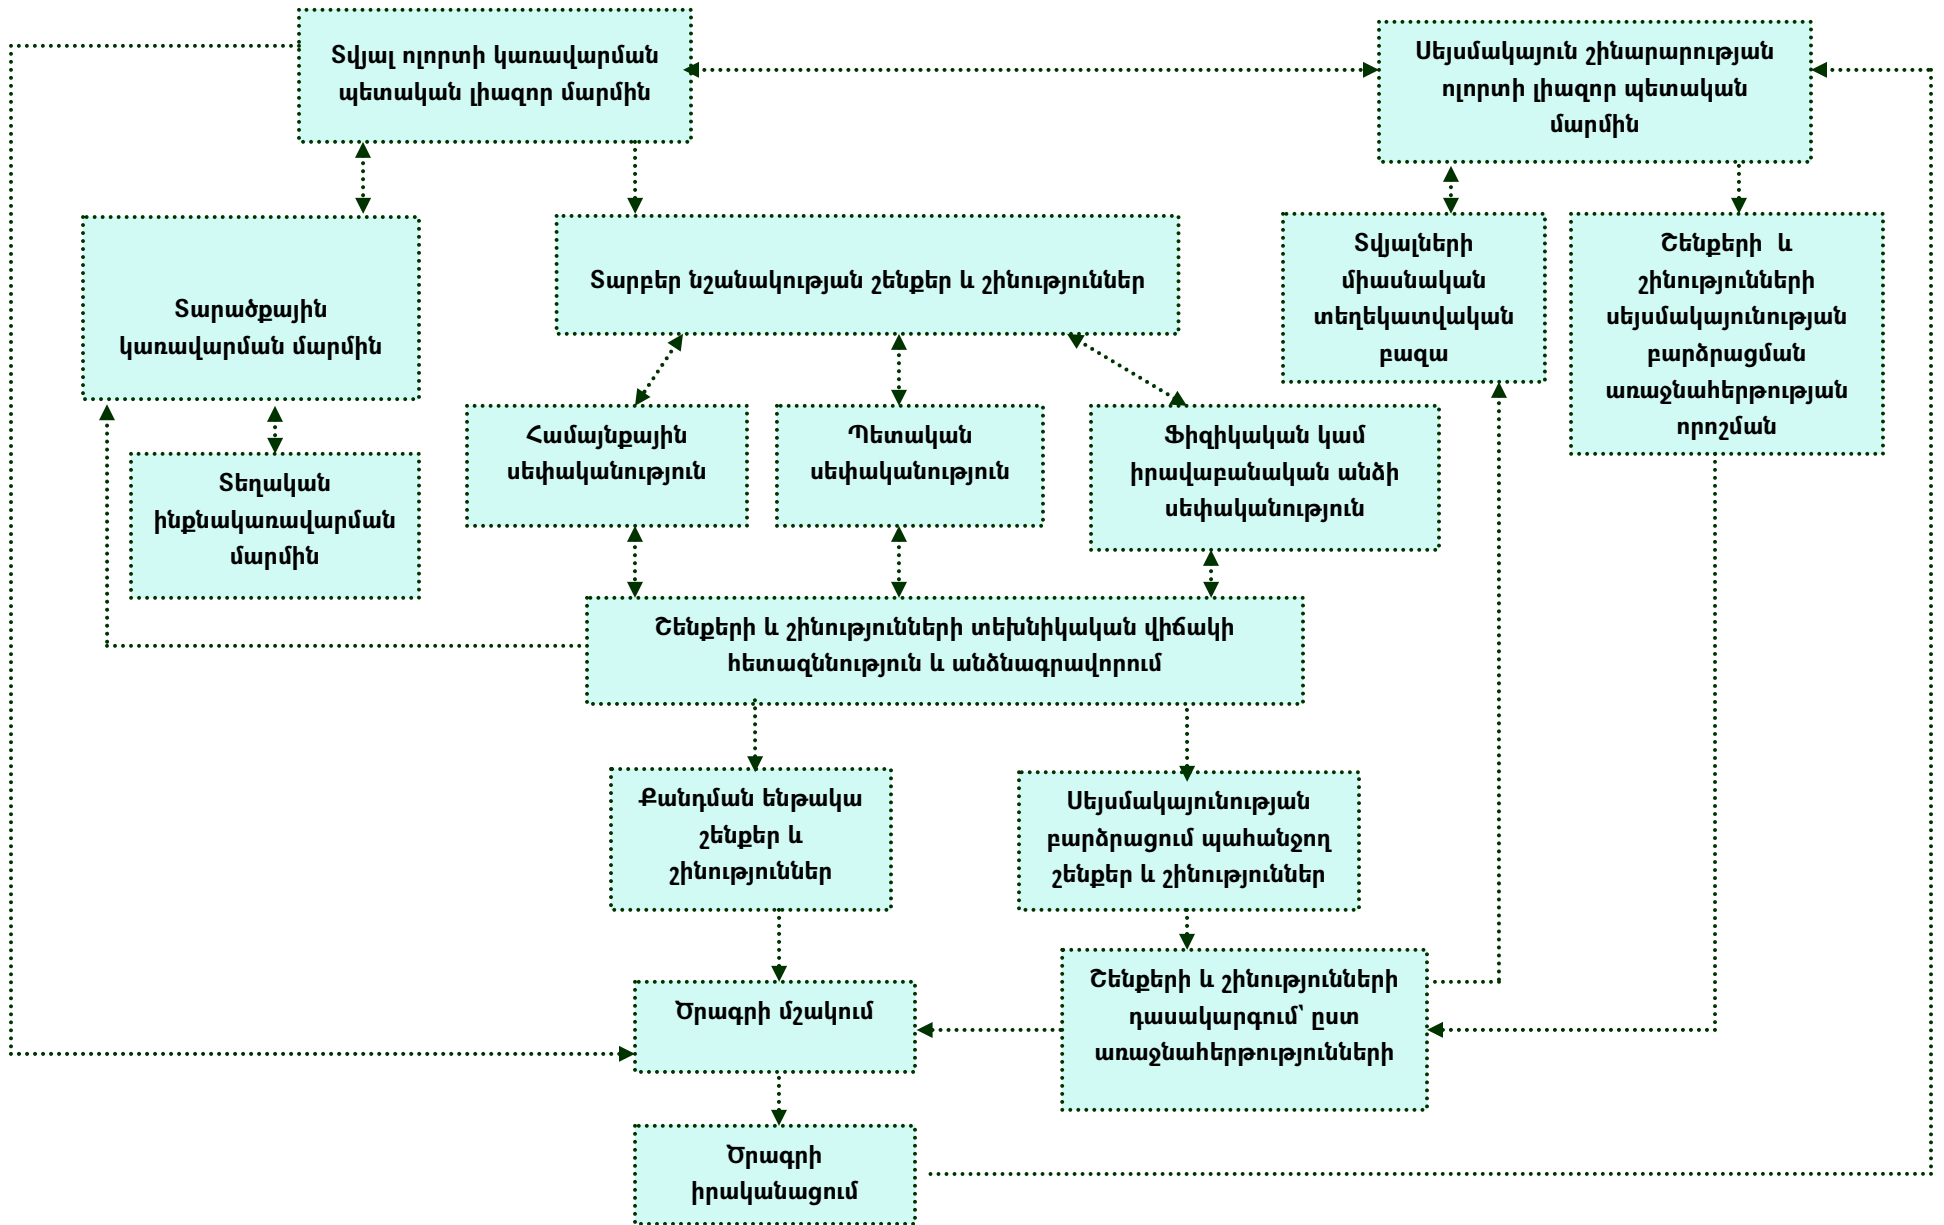 Տվյալ ոլորտի կառավարման
պետական լիազոր մարմին
Սեյսմակայուն շինարարության
ոլորտի լիազոր պետական
մարմին
Տարածքային
կառավարման մարմին
Տարբեր նշանակության շենքեր և շինություններ
Տվյալների
միասնական
տեղեկատվական
բազա
Շենքերի և
շինությունների
սեյսմակայունության
բարձրացման
առաջնահերթության
որոշման
Տեղական
ինքնակառավարման
մարմին
Համայնքային
սեփականություն
Պետական
սեփականություն
Ֆիզիկական կամ
իրավաբանական անձի
սեփականություն
Շենքերի և շինությունների տեխնիկական վիճակի
հետազննություն և անձնագրավորում
Քանդման ենթակա
շենքեր և
շինություններ
Սեյսմակայունության
բարձրացում պահանջող
շենքեր և շինություններ
Ծրագրի մշակում
Շենքերի և շինությունների
դասակարգում՝ ըստ
առաջնահերթությունների
Ծրագրի
իրականացում